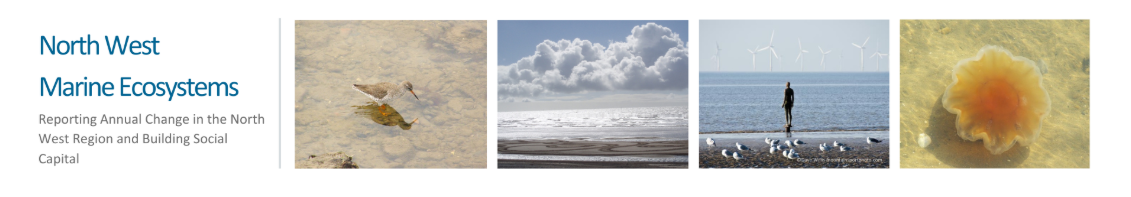 North West
Marine Ecosystems
Reporting Annual Change in the North
West Region and Building Social
Capital